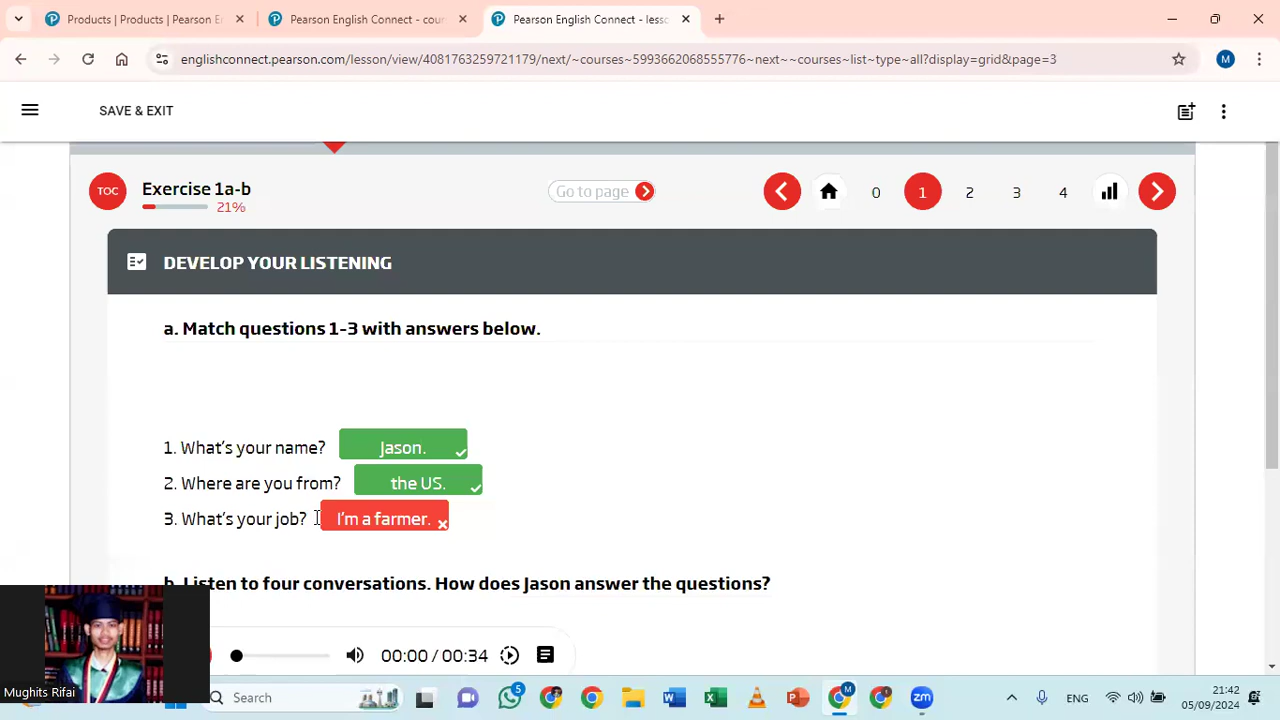 Products | Products | Pearson E
Pearson English Connect - cour
Pearson English Connect - lesso
englishconnect.pearson.com/lesson/view/4081763259721179/next/~courses~5993662068555776~next~~courses~list~type~all?display=grid&page=3
M
SAVE & EXIT
TOC
Exercise 1a-b
21%
Go to page
0
1
2
3
4
DEVELOP YOUR LISTENING
a. Match questions 1-3 with answers below.
1. What's your name? Jason.
2. Where are you from? the US.
3. What's your job? I'm a farmer.
b. Listen to four conversations. How does Jason answer the questions?
00:00 / 00:34
Mughits Rifai
Search
5
M
zm
ENG
21:42
05/09/2024